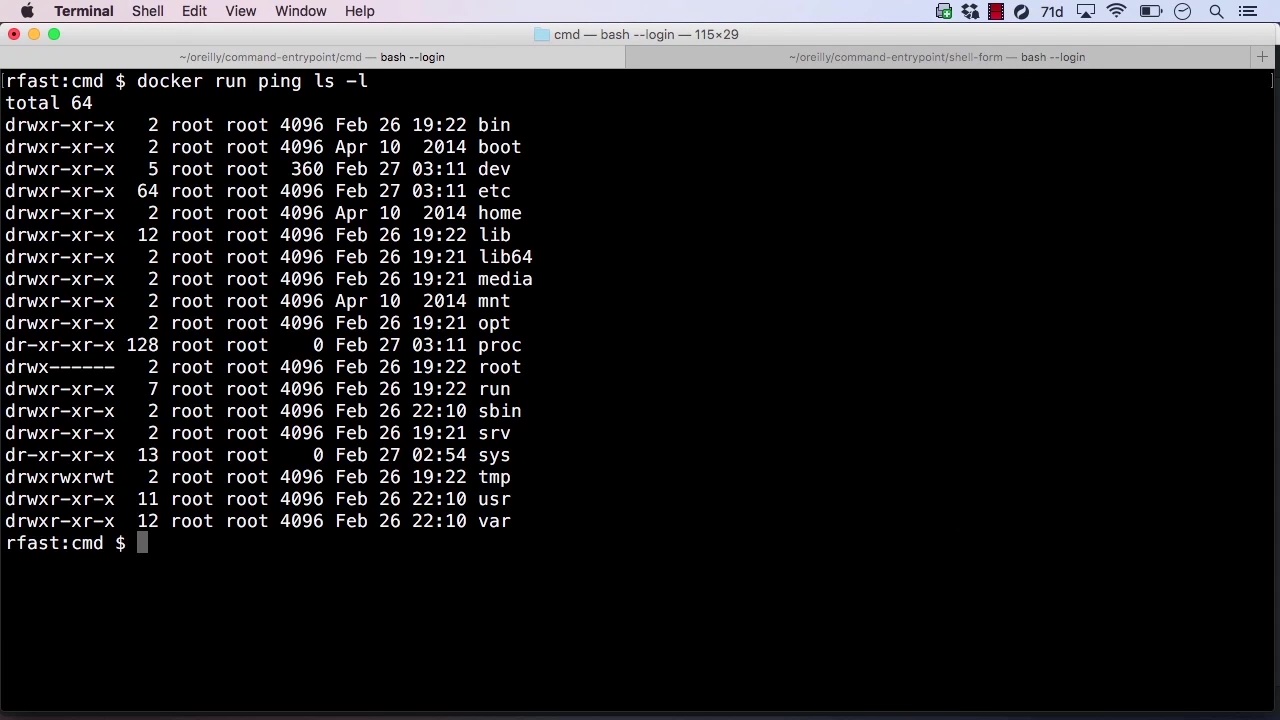 Terminal Shell Edit View Window Help 71d
cmd — bash --login — 115×29
~/oreilly/command-entrypoint/cmd — bash --login ~/oreilly/command-entrypoint/shell-form — bash --login
rfast:cmd $ docker run ping ls -l
total 64
drwxr-xr-x   2 root root 4096 Feb 26 19:22 bin
drwxr-xr-x   2 root root 4096 Apr 10  2014 boot
drwxr-xr-x   5 root root  360 Feb 27 03:11 dev
drwxr-xr-x  64 root root 4096 Feb 27 03:11 etc
drwxr-xr-x   2 root root 4096 Apr 10  2014 home
drwxr-xr-x  12 root root 4096 Feb 26 19:22 lib
drwxr-xr-x   2 root root 4096 Feb 26 19:21 lib64
drwxr-xr-x   2 root root 4096 Feb 26 19:21 media
drwxr-xr-x   2 root root 4096 Apr 10  2014 mnt
drwxr-xr-x   2 root root 4096 Feb 26 19:21 opt
dr-xr-xr-x 128 root root    0 Feb 27 03:11 proc
drwx------   2 root root 4096 Feb 26 19:22 root
drwxr-xr-x   7 root root 4096 Feb 26 19:22 run
drwxr-xr-x   2 root root 4096 Feb 26 22:10 sbin
drwxr-xr-x   2 root root 4096 Feb 26 19:21 srv
dr-xr-xr-x  13 root root    0 Feb 27 02:54 sys
drwxrwxrwt   2 root root 4096 Feb 26 19:22 tmp
drwxr-xr-x  11 root root 4096 Feb 26 22:10 usr
drwxr-xr-x  12 root root 4096 Feb 26 22:10 var
rfast:cmd $